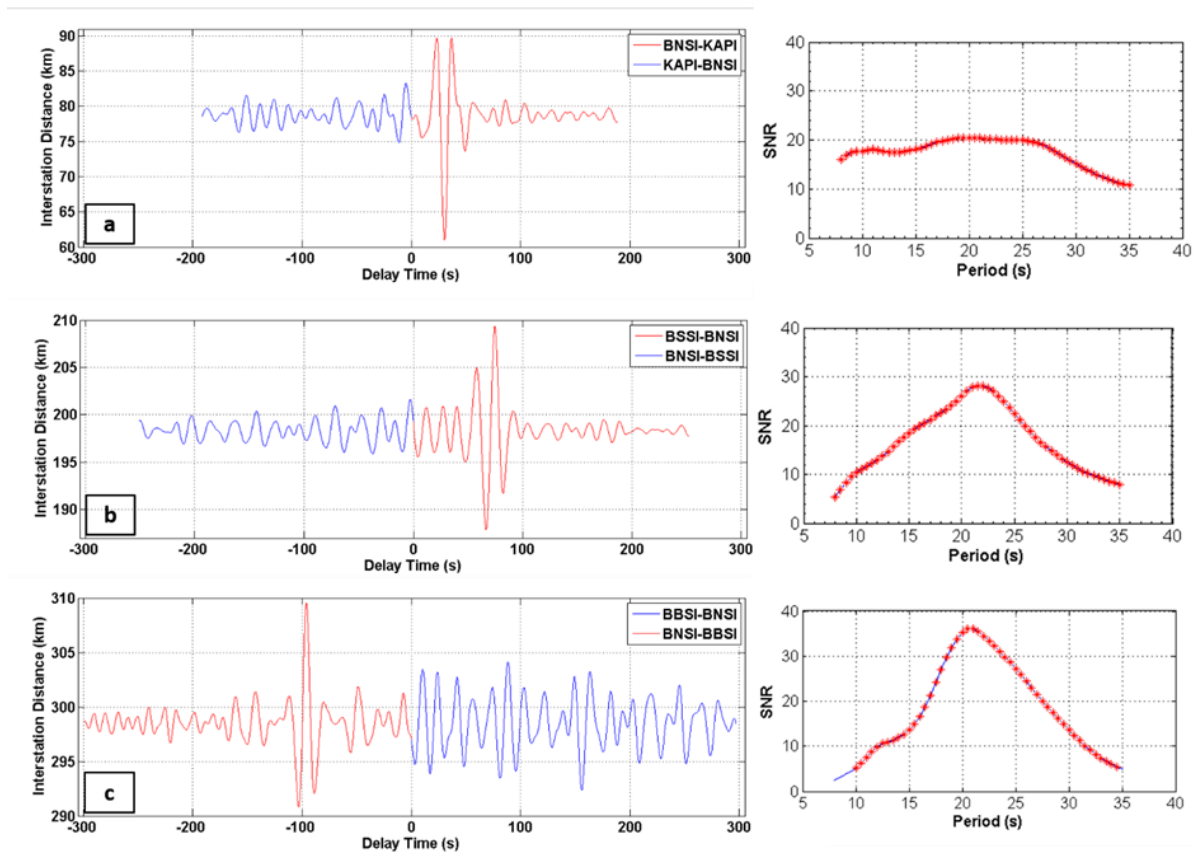 90
85
80
75
70
65
60
Interstation Distance (km)
BNSI-KAPI
KAPI-BNSI
a
-300 -200 -100 0 100 200 300
Delay Time (s)
40
30
20
10
0
SNR
5 10 15 20 25 30 35 40
Period (s)
210
205
200
195
190
Interstation Distance (km)
BSSI-BNSI
BNSI-BSSI
b
-300 -200 -100 0 100 200 300
Delay Time (s)
40
30
20
10
0
SNR
5 10 15 20 25 30 35 40
Period (s)
310
305
300
295
290
Interstation Distance (km)
BBSI-BNSI
BNSI-BBSI
c
-300 -200 -100 0 100 200 300
Delay Time (s)
40
30
20
10
0
SNR
5 10 15 20 25 30 35 40
Period (s)